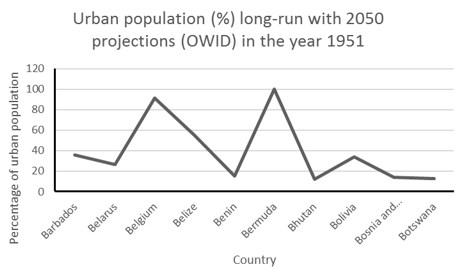 Urban population (%) long-run with 2050
projections (OWID) in the year 1951
Percentage of urban population
120
100
80
60
40
20
0
Barbados
Belarus
Belgium
Belize
Benin
Bermuda
Bhutan
Bolivia
Bosnia and...
Botswana
Country